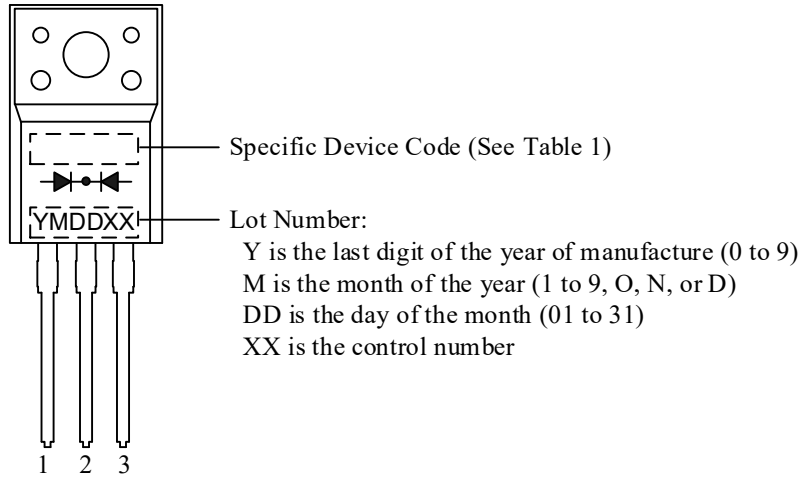 Specific Device Code (See Table 1)
YMDDXX
Lot Number:
Y is the last digit of the year of manufacture (0 to 9)
M is the month of the year (1 to 9, O, N, or D)
DD is the day of the month (01 to 31)
XX is the control number
1 2 3